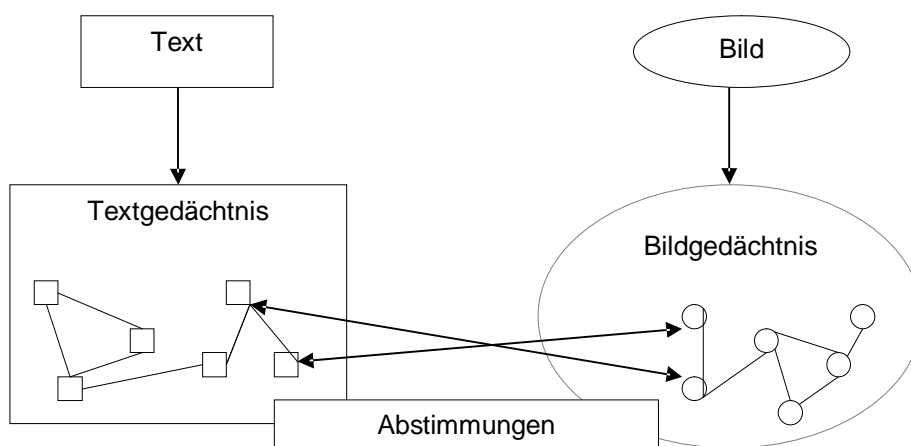 Text
Bild
Textgedächtnis
Bildgedächtnis
Abstimmungen